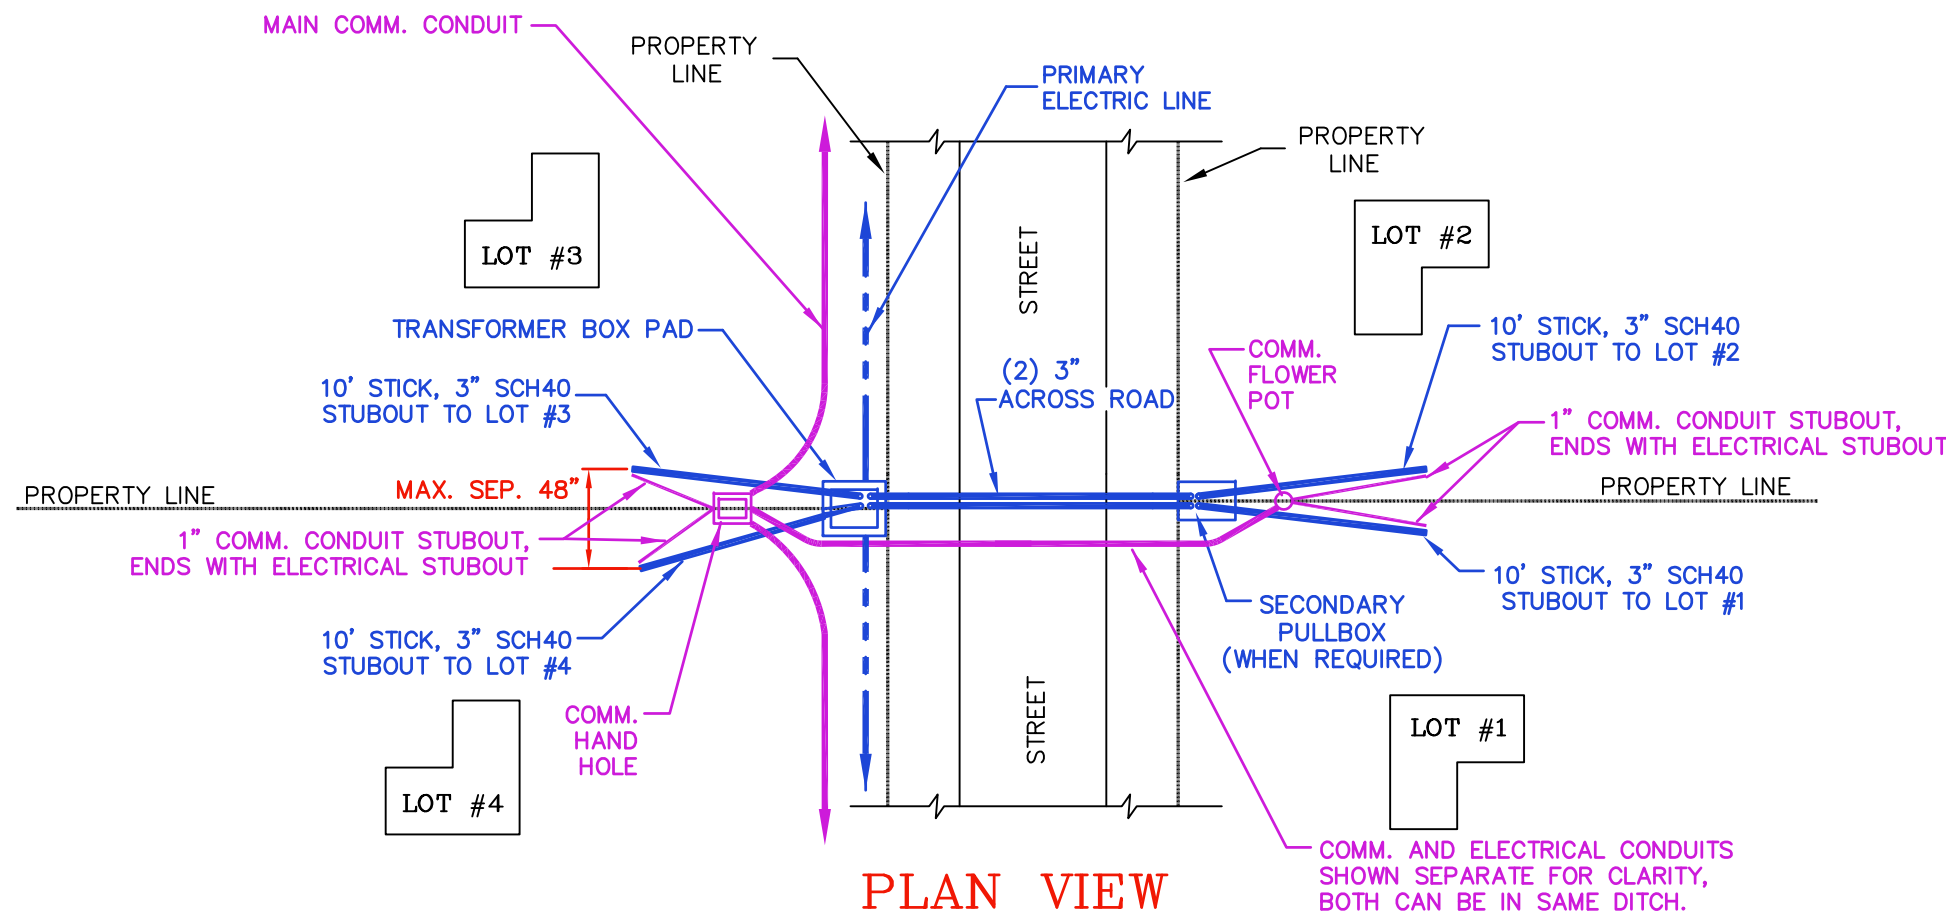 MAIN COMM. CONDUIT
PROPERTY
LINE
PRIMARY
ELECTRIC LINE
PROPERTY
LINE
LOT #3
STREET
LOT #2
TRANSFORMER BOX PAD
10' STICK, 3" SCH40
STUBOUT TO LOT #3
(2) 3"
ACROSS ROAD
COMM.
FLOWER
POT
10' STICK, 3" SCH40
STUBOUT TO LOT #2
1" COMM. CONDUIT STUBOUT,
ENDS WITH ELECTRICAL STUBOUT
PROPERTY LINE
MAX. SEP. 48"
PROPERTY LINE
1" COMM. CONDUIT STUBOUT,
ENDS WITH ELECTRICAL STUBOUT
10' STICK, 3" SCH40
STUBOUT TO LOT #1
SECONDARY
PULLBOX
(WHEN REQUIRED)
10' STICK, 3" SCH40
STUBOUT TO LOT #4
COMM.
HAND
HOLE
STREET
LOT #1
LOT #4
COMM. AND ELECTRICAL CONDUITS
SHOWN SEPARATE FOR CLARITY,
BOTH CAN BE IN SAME DITCH.
PLAN VIEW